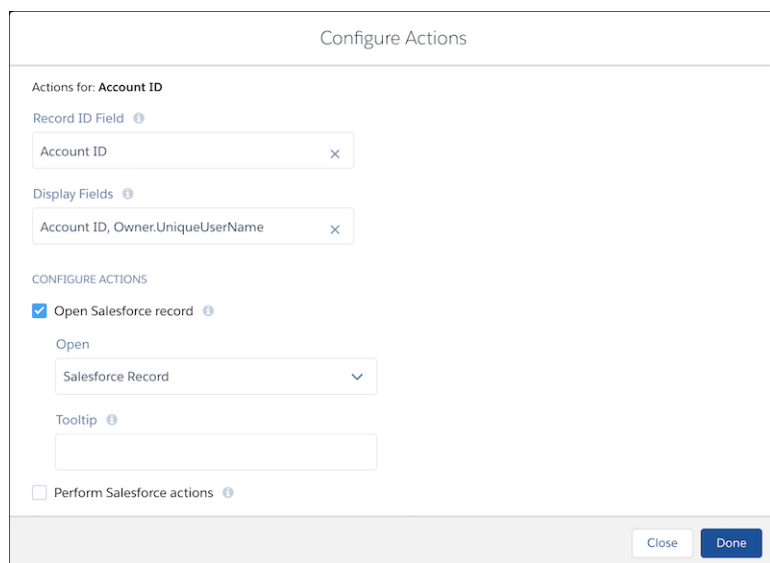 Configure Actions
Actions for: Account ID
Record ID Field
Account ID
Display Fields
Account ID, Owner.UniqueUserName
CONFIGURE ACTIONS
Open Salesforce record
Open
Salesforce Record
Tooltip
Perform Salesforce actions
Close Done